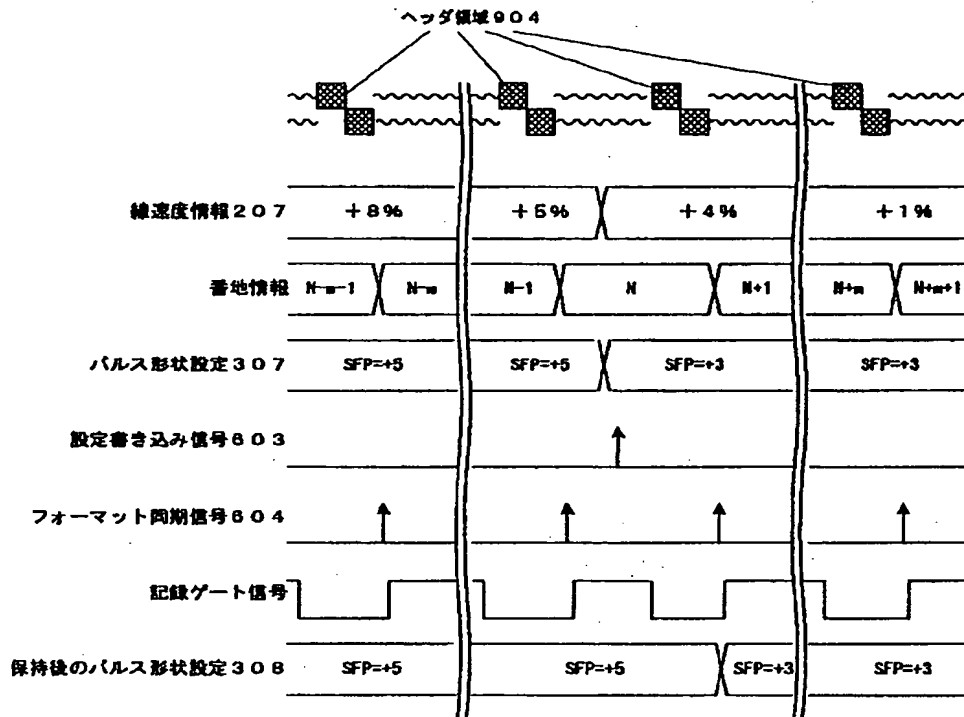 ヘッダ領域904
線速度情報207 +8% +5% +4% +1%
番地情報 N-m-1 N-m N-1 N N+1 N+m N+m+1
パルス形状設定307 SFP=+5 SFP=+5 SFP=+3 SFP=+3
設定書き込み信号603
フォーマット同期信号604
記録ゲート信号
保持後のパルス形状設定308 SFP=+5 SFP=+5 SFP=+3 SFP=+3